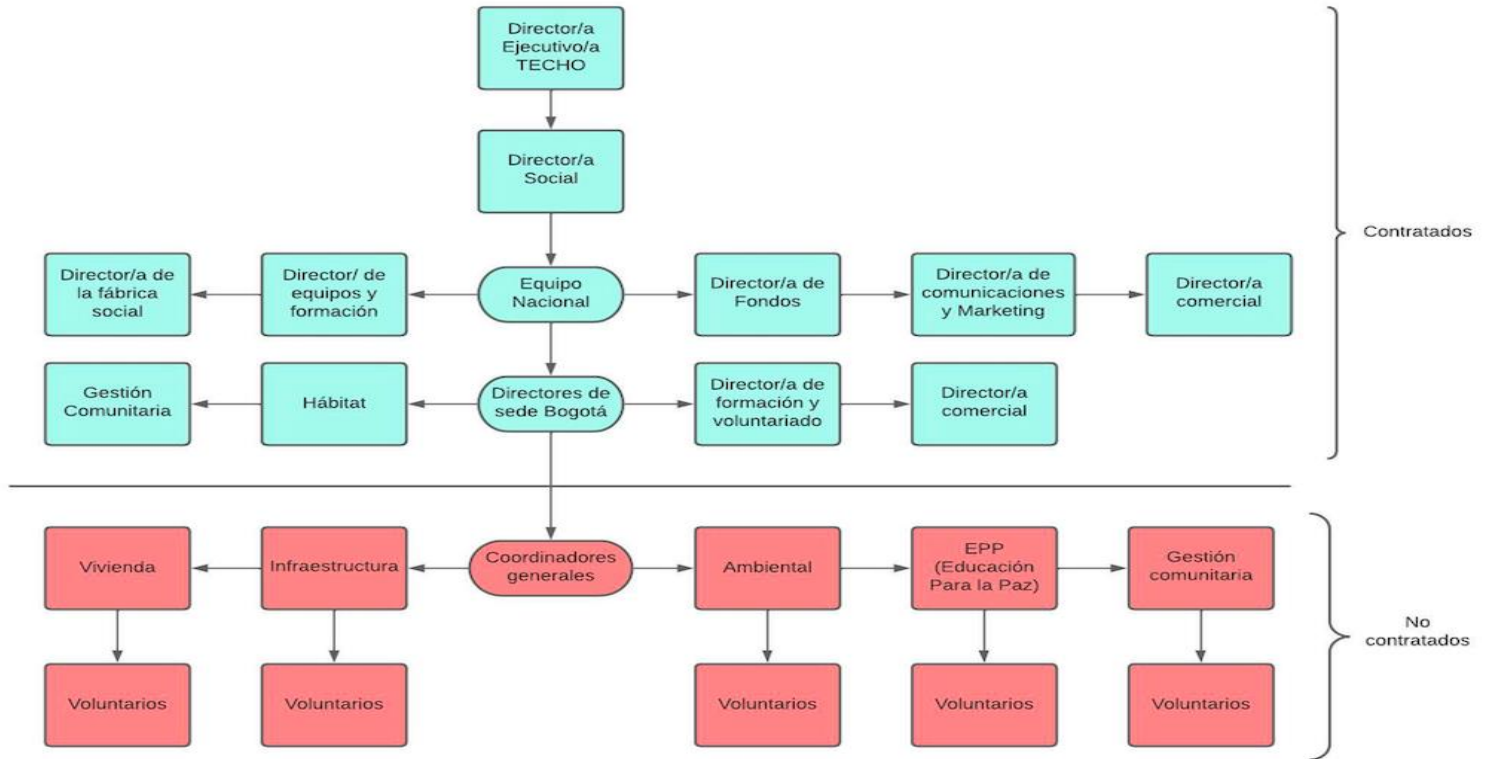 Director/a
Ejecutivo/a
TECHO
Director/a
Social
Contratados
Director/a de
la fábrica
social
Director/ de
equipos y
formación
Equipo
Nacional
Director/a de
Fondos
Director/a de
comunicaciones
y Marketing
Director/a
comercial
Gestión
Comunitaria
Hábitat
Directores de
sede Bogotá
Director/a de
formación y
voluntariado
Director/a
comercial
Vivienda
Infraestructura
Coordinadores
generales
Ambiental
EPP
(Educación
Para la Paz)
Gestión
comunitaria
No
contratados
Voluntarios
Voluntarios
Voluntarios
Voluntarios
Voluntarios